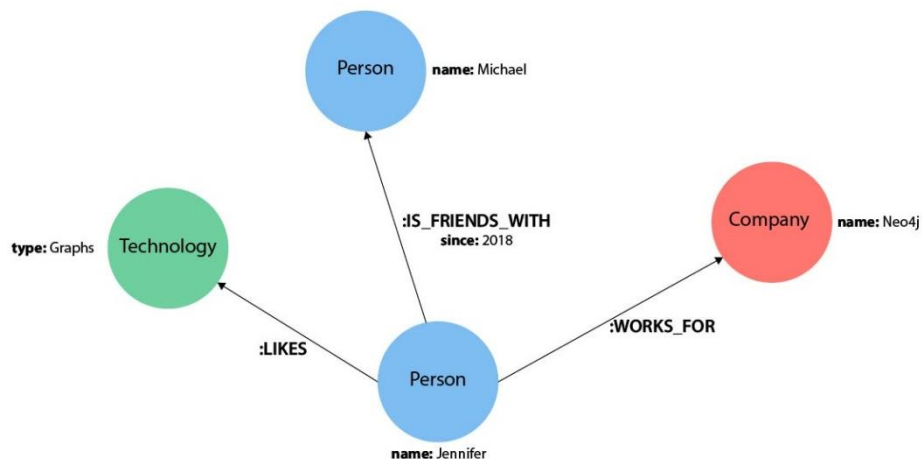 Person
name: Michael
:IS_FRIENDS_WITH
since: 2018
Company
name: Neo4j
type: Graphs
Technology
:LIKES
:WORKS_FOR
Person
name: Jennifer